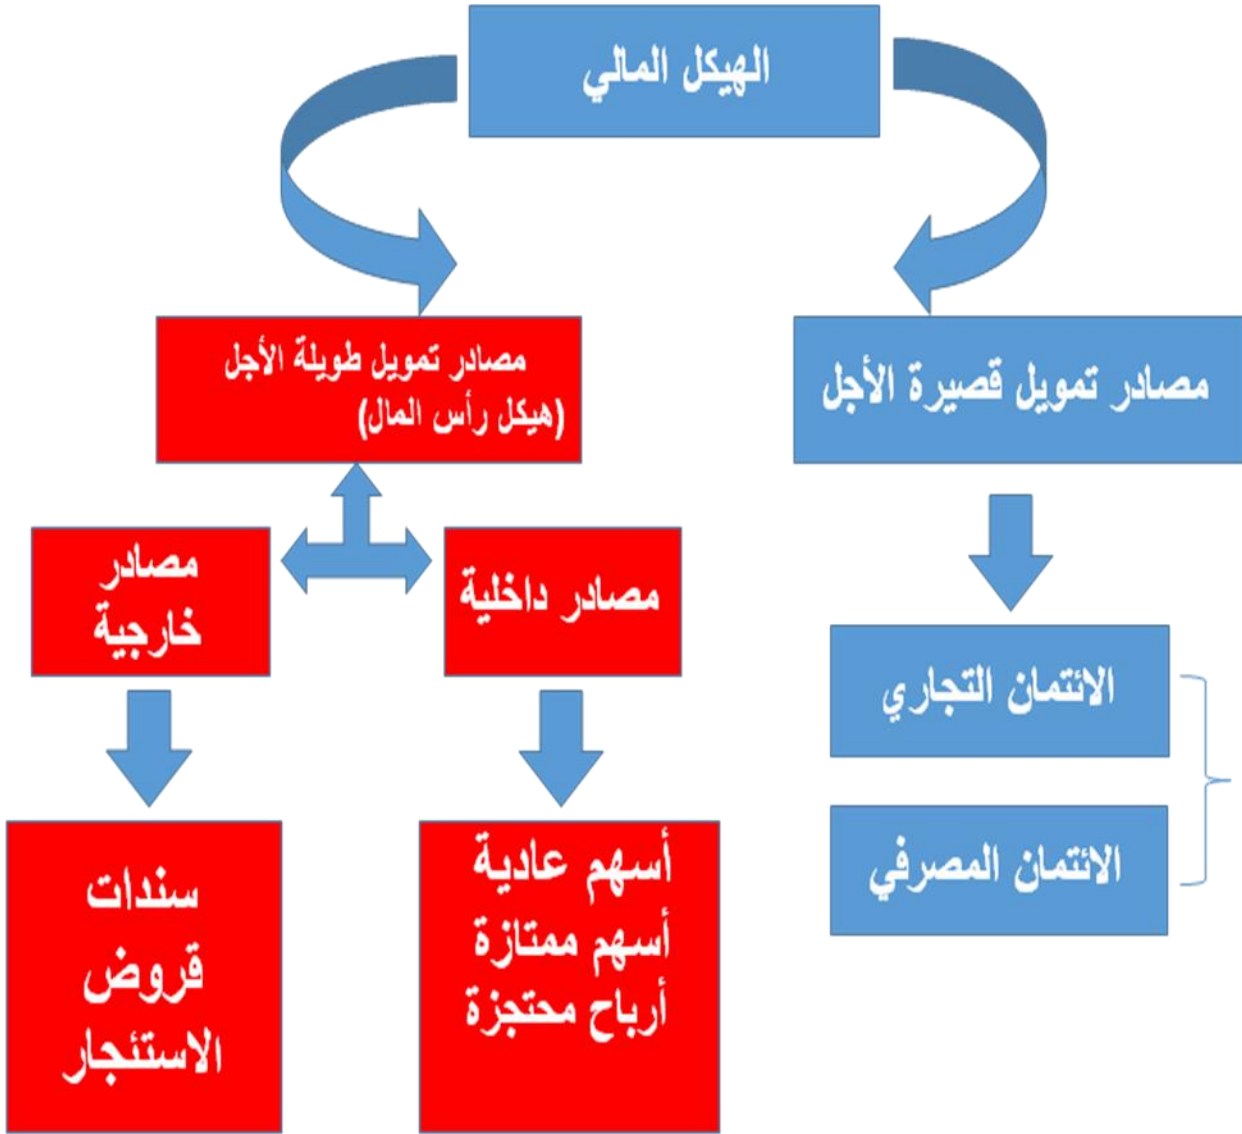 الهيكل المالي
مصادر تمويل قصيرة الأجل
مصادر تمويل طويلة الأجل
(هيكل رأس المال)
مصادر داخلية
مصادر
خارجية
الائتمان التجاري
الائتمان المصرفي
أسهم عادية
أسهم ممتازة
أرباح محتجزة
سندات
قروض
الاستئجار